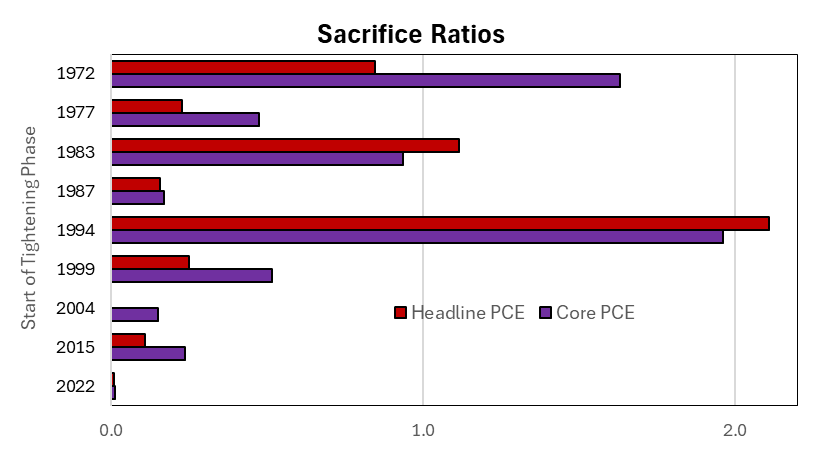 Sacrifice Ratios
Start of Tightening Phase
1972
1977
1983
1987
1994
1999
2004
2015
2022
Headline PCE Core PCE
0.0 1.0 2.0